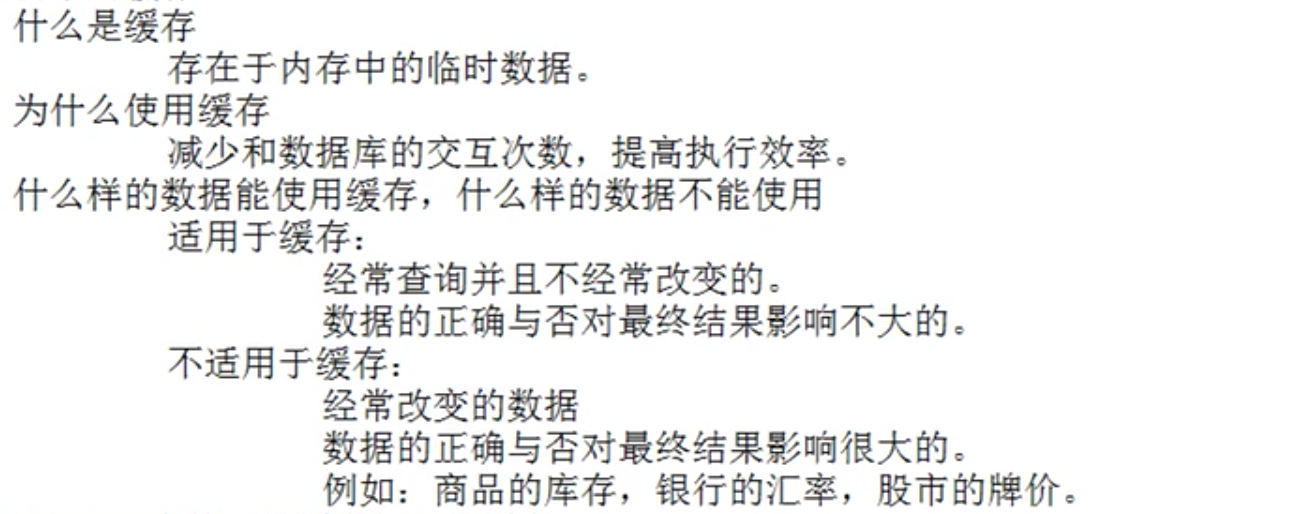 什么是缓存
存在于内存中的临时数据。
为什么使用缓存
减少和数据库的交互次数，提高执行效率。
什么样的数据能使用缓存，什么样的数据不能使用
适用于缓存：
经常查询并且不经常改变的。
数据的正确与否对最终结果影响不大的。
不适用于缓存：
经常改变的数据
数据的正确与否对最终结果影响很大的。
例如：商品的库存，银行的汇率，股市的牌价。